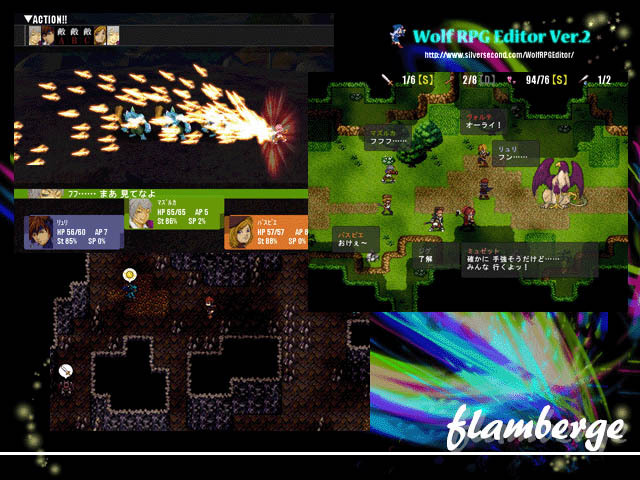 ▼ACTION!!
敵 敵 敵
A B C
Wolf RPG Editor Ver.2
http://www.silversecond.com/WolfRPGEditor/
1/6 [S] 2/8 [D] 94/76 [S] 1/2
ヴォルテ
オーライ！
マズルカ
フフフ……
リュリ
フン……
フフ…… まあ 見てなよ
マズルカ
HP 65/65 AP 5
St 86% SP 2%
リュリ
HP 56/60 AP 7
St 85% SP 0%
バスピエ
HP 57/57 AP 8
St 88% SP 0%
バスピエ
おけぇ～
了解
ミュゼット
確かに 手強そうだけど……
みんな 行くよッ！
flamberge